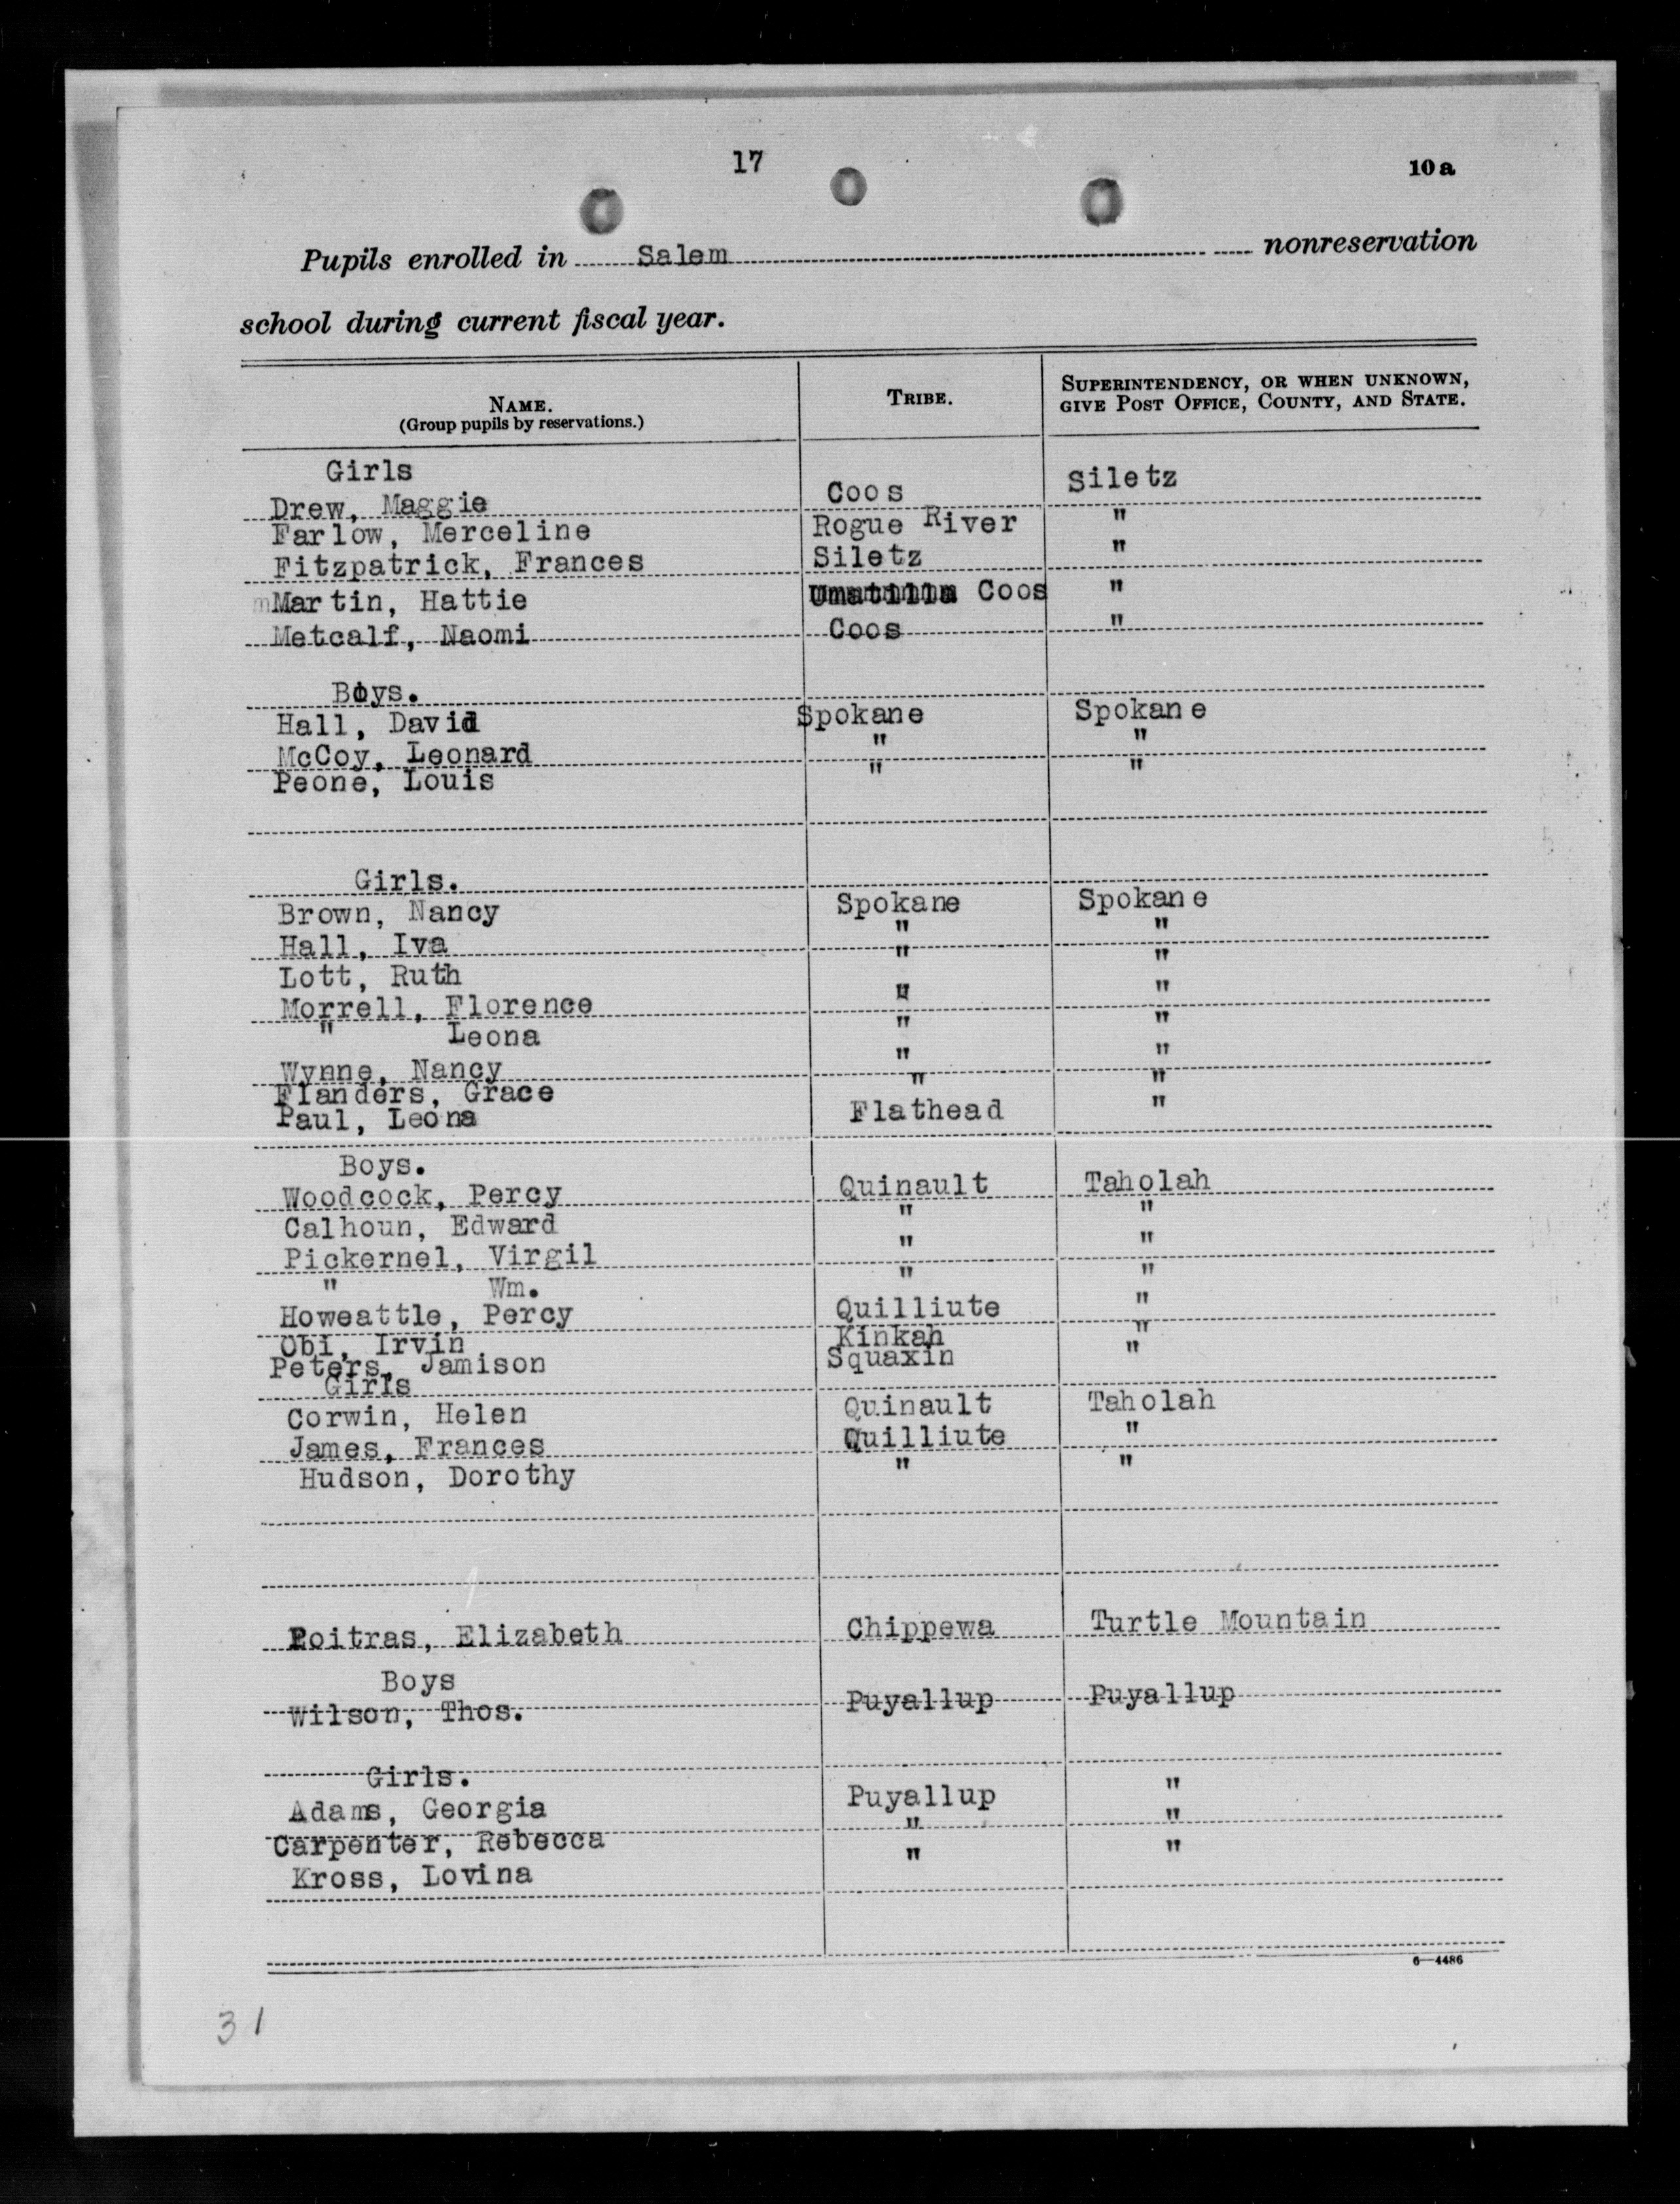 17
10 a
Pupils enrolled in Salem nonreservation
school during current fiscal year.
NAME.
(Group pupils by reservations.)
TRIBE.
SUPERINTENDENCY, OR WHEN UNKNOWN,
GIVE POST OFFICE, COUNTY, AND STATE.
Girls
Drew, Maggie Coos Siletz
Farlow, Merceline Rogue River "
Fitzpatrick, Frances Siletz "
Martin, Hattie Umatilla Coos "
Metcalf, Naomi Coos "
Boys.
Hall, David Spokane Spokane
McCoy, Leonard " "
Peone, Louis " "
Girls.
Brown, Nancy Spokane Spokane
Hall, Iva " "
Lott, Ruth " "
Morrell, Florence " "
" Leona " "
Wynne, Nancy " "
Flanders, Grace " "
Paul, Leona Flathead "
Boys.
Woodcock, Percy Quinault Taholah
Calhoun, Edward " "
Pickernel, Virgil " "
" Wm. " "
Howeattle, Percy Quilliute "
Obi, Irvin Kinkah "
Peters, Jamison Squaxin "
Girls
Corwin, Helen Quinault Taholah
James, Frances Quilliute "
Hudson, Dorothy " "
Poitras, Elizabeth Chippewa Turtle Mountain
Boys
Wilson, Thos. Puyallup Puyallup
Girls.
Adams, Georgia Puyallup "
Carpenter, Rebecca " "
Kross, Lovina " "
6—4486
31